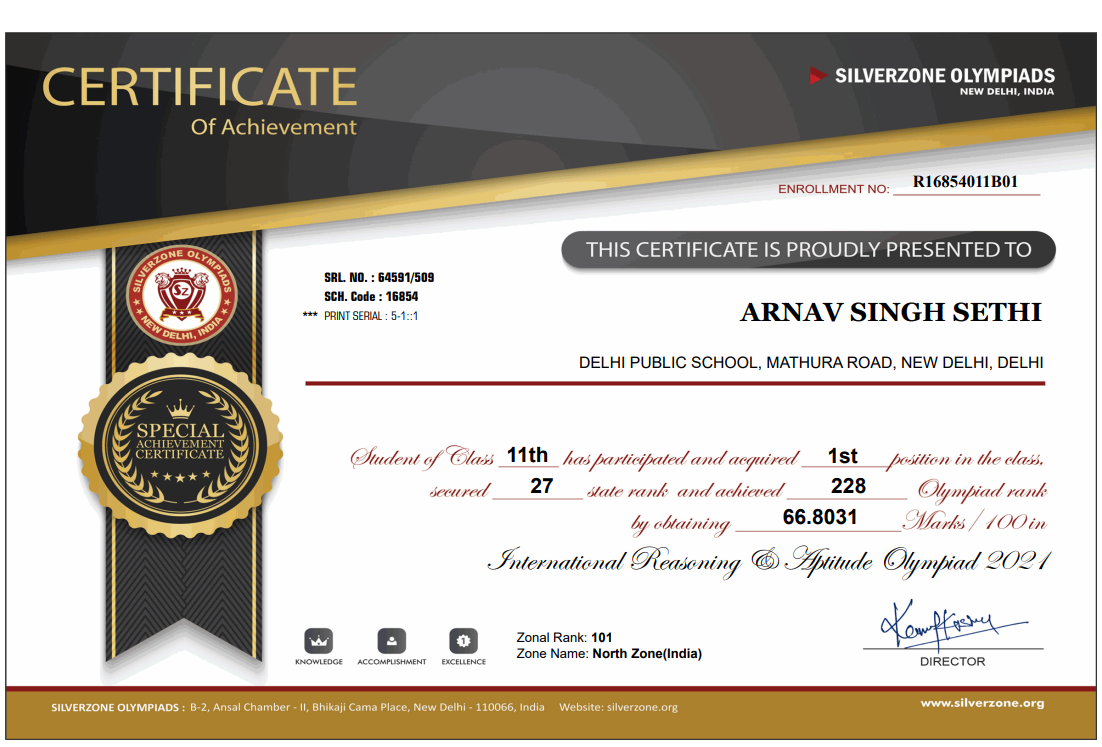 CERTIFICATE
Of Achievement
SILVERZONE OLYMPIADS
NEW DELHI, INDIA
ENROLLMENT NO: R16854011B01
THIS CERTIFICATE IS PROUDLY PRESENTED TO
SILVERZONE OLYMPIADS
SZ
NEW DELHI, INDIA
SRL. NO. : 64591/509
SCH. Code : 16854
*** PRINT SERIAL : 5-1::1
ARNAV SINGH SETHI
DELHI PUBLIC SCHOOL, MATHURA ROAD, NEW DELHI, DELHI
SPECIAL
ACHIEVEMENT
CERTIFICATE
Student of Class 11th has participated and acquired 1st position in the class,
secured 27 state rank and achieved 228 Olympiad rank
by obtaining 66.8031 Marks / 100 in
International Reasoning & Aptitude Olympiad 2021
KNOWLEDGE
ACCOMPLISHMENT
1
EXCELLENCE
Zonal Rank: 101
Zone Name: North Zone(India)
DIRECTOR
SILVERZONE OLYMPIADS : B-2, Ansal Chamber - II, Bhikaji Cama Place, New Delhi - 110066, India Website: silverzone.org
www.silverzone.org